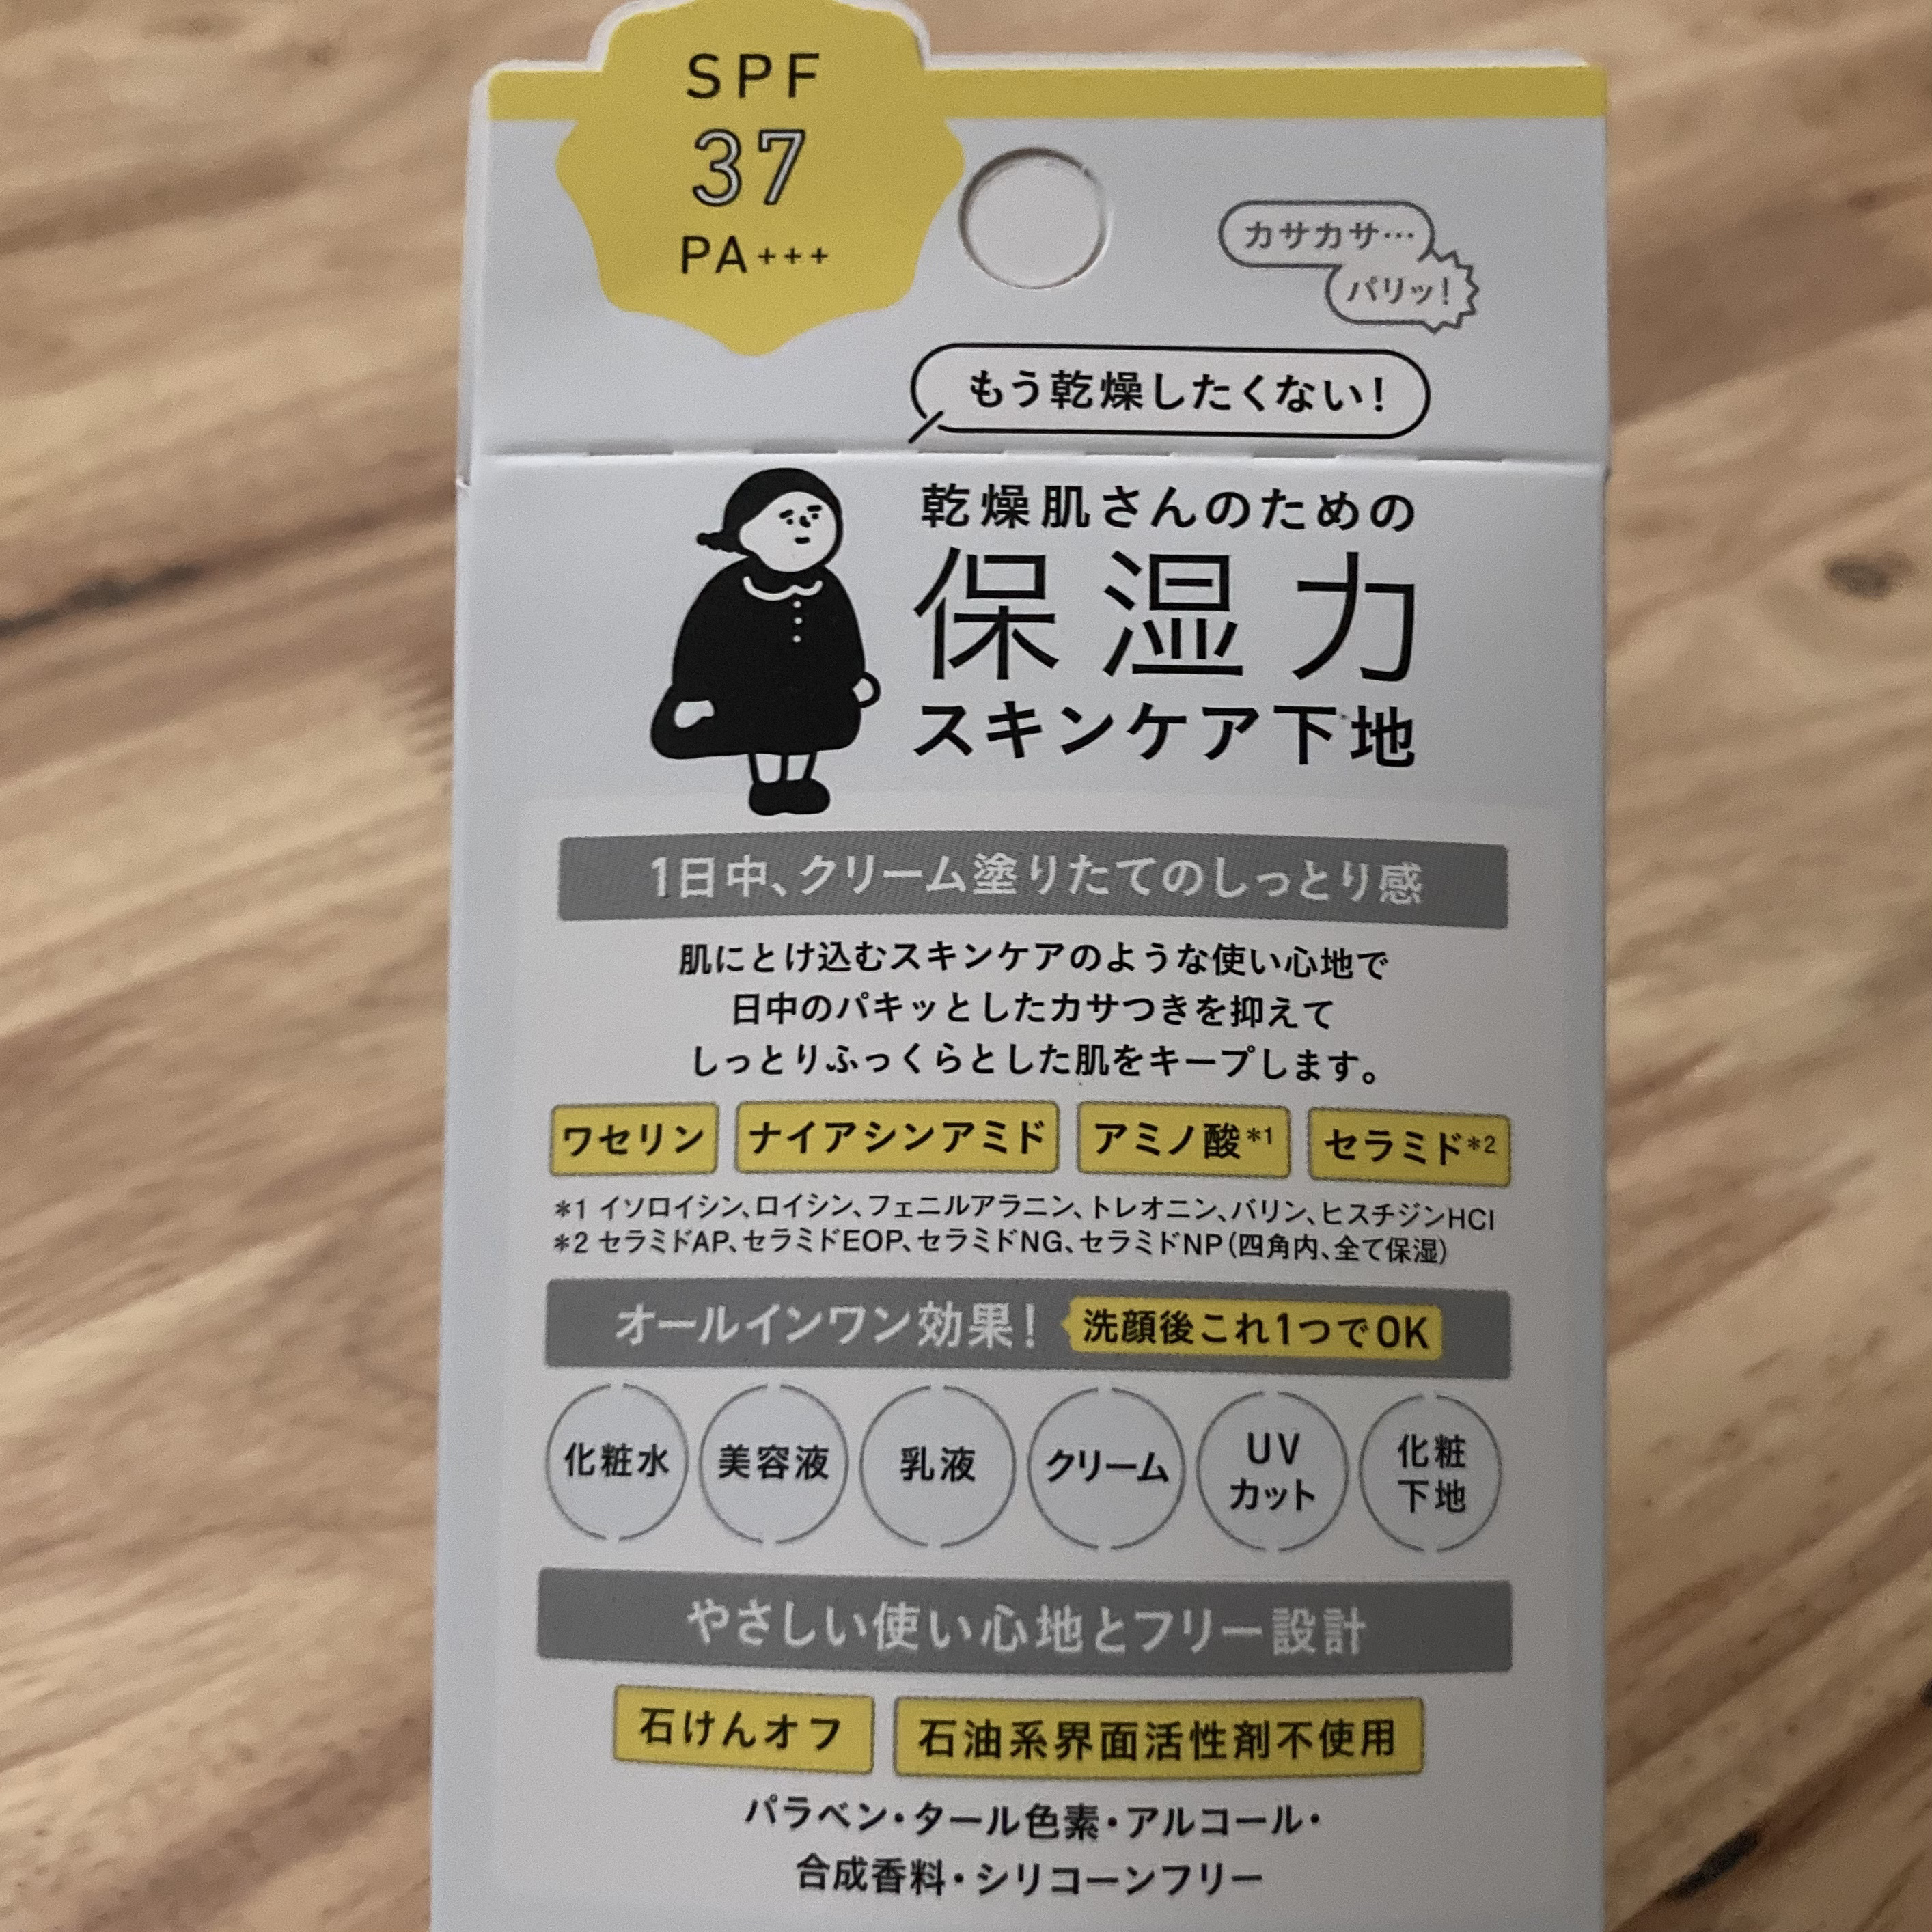 SPF
37
PA+++
カサカサ…
パリッ!
もう乾燥したくない!
乾燥肌さんのための
保湿力
スキンケア下地
1日中、クリーム塗りたてのしっとり感
肌にとけ込むスキンケアのような使い心地で
日中のパキッとしたカサつきを抑えて
しっとりふっくらとした肌をキープします。
ワセリン ナイアシンアミド アミノ酸*1 セラミド*2
*1 イソロイシン、ロイシン、フェニルアラニン、トレオニン、バリン、ヒスチジンHCl
*2 セラミドAP、セラミドEOP、セラミドNG、セラミドNP(四角内、全て保湿)
オールインワン効果! 洗顔後これ1つでOK
化粧水 美容液 乳液 クリーム UVカット 化粧下地
やさしい使い心地とフリー設計
石けんオフ 石油系界面活性剤不使用
パラベン・タール色素・アルコール・
合成香料・シリコーンフリー